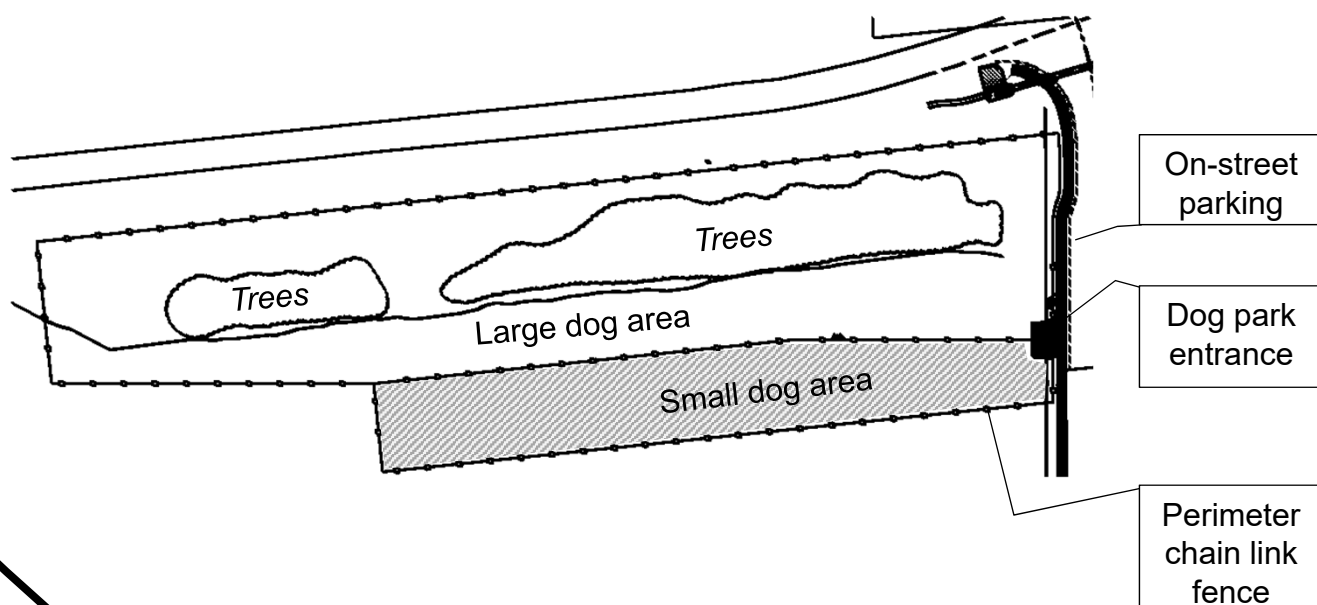 On-street
parking
Trees
Trees
Large dog area
Dog park
entrance
Small dog area
Perimeter
chain link
fence